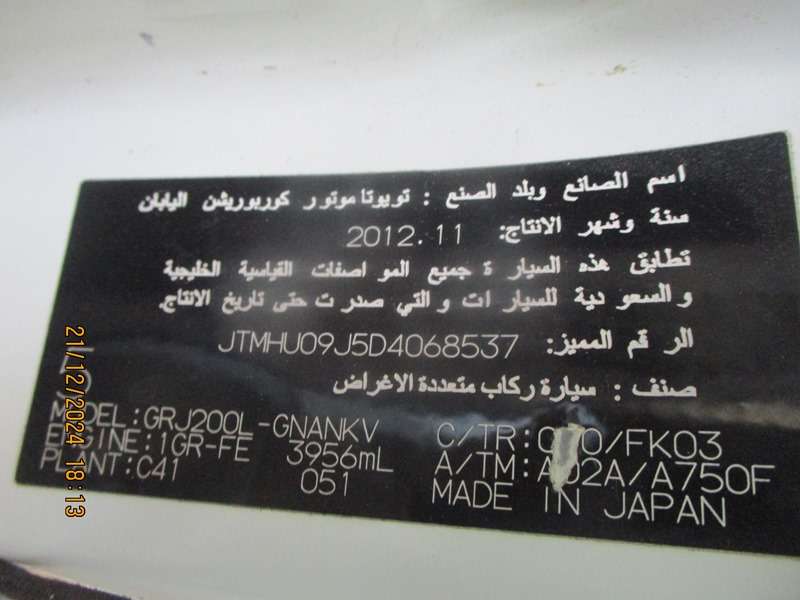 اسم الصانع وبلد الصنع : تويوتا موتور كوربوريشن اليابان
سنة وشهر الانتاج: 2012.11
تطابق هذه السيارة جميع المواصفات القياسية الخليجية
والسعودية للسيارات والتي صدرت حتى تاريخ الانتاج.
الرقم المميز: JTMHU09J5D4068537
صنف : سيارة ركاب متعددة الاغراض
MODEL:GRJ200L-GNANKV C/TR: /FK03
ENGINE:1GR-FE 3956mL A/TM:A02A/A750F
PLANT:C41 051 MADE IN JAPAN
21/12/2024 18:13